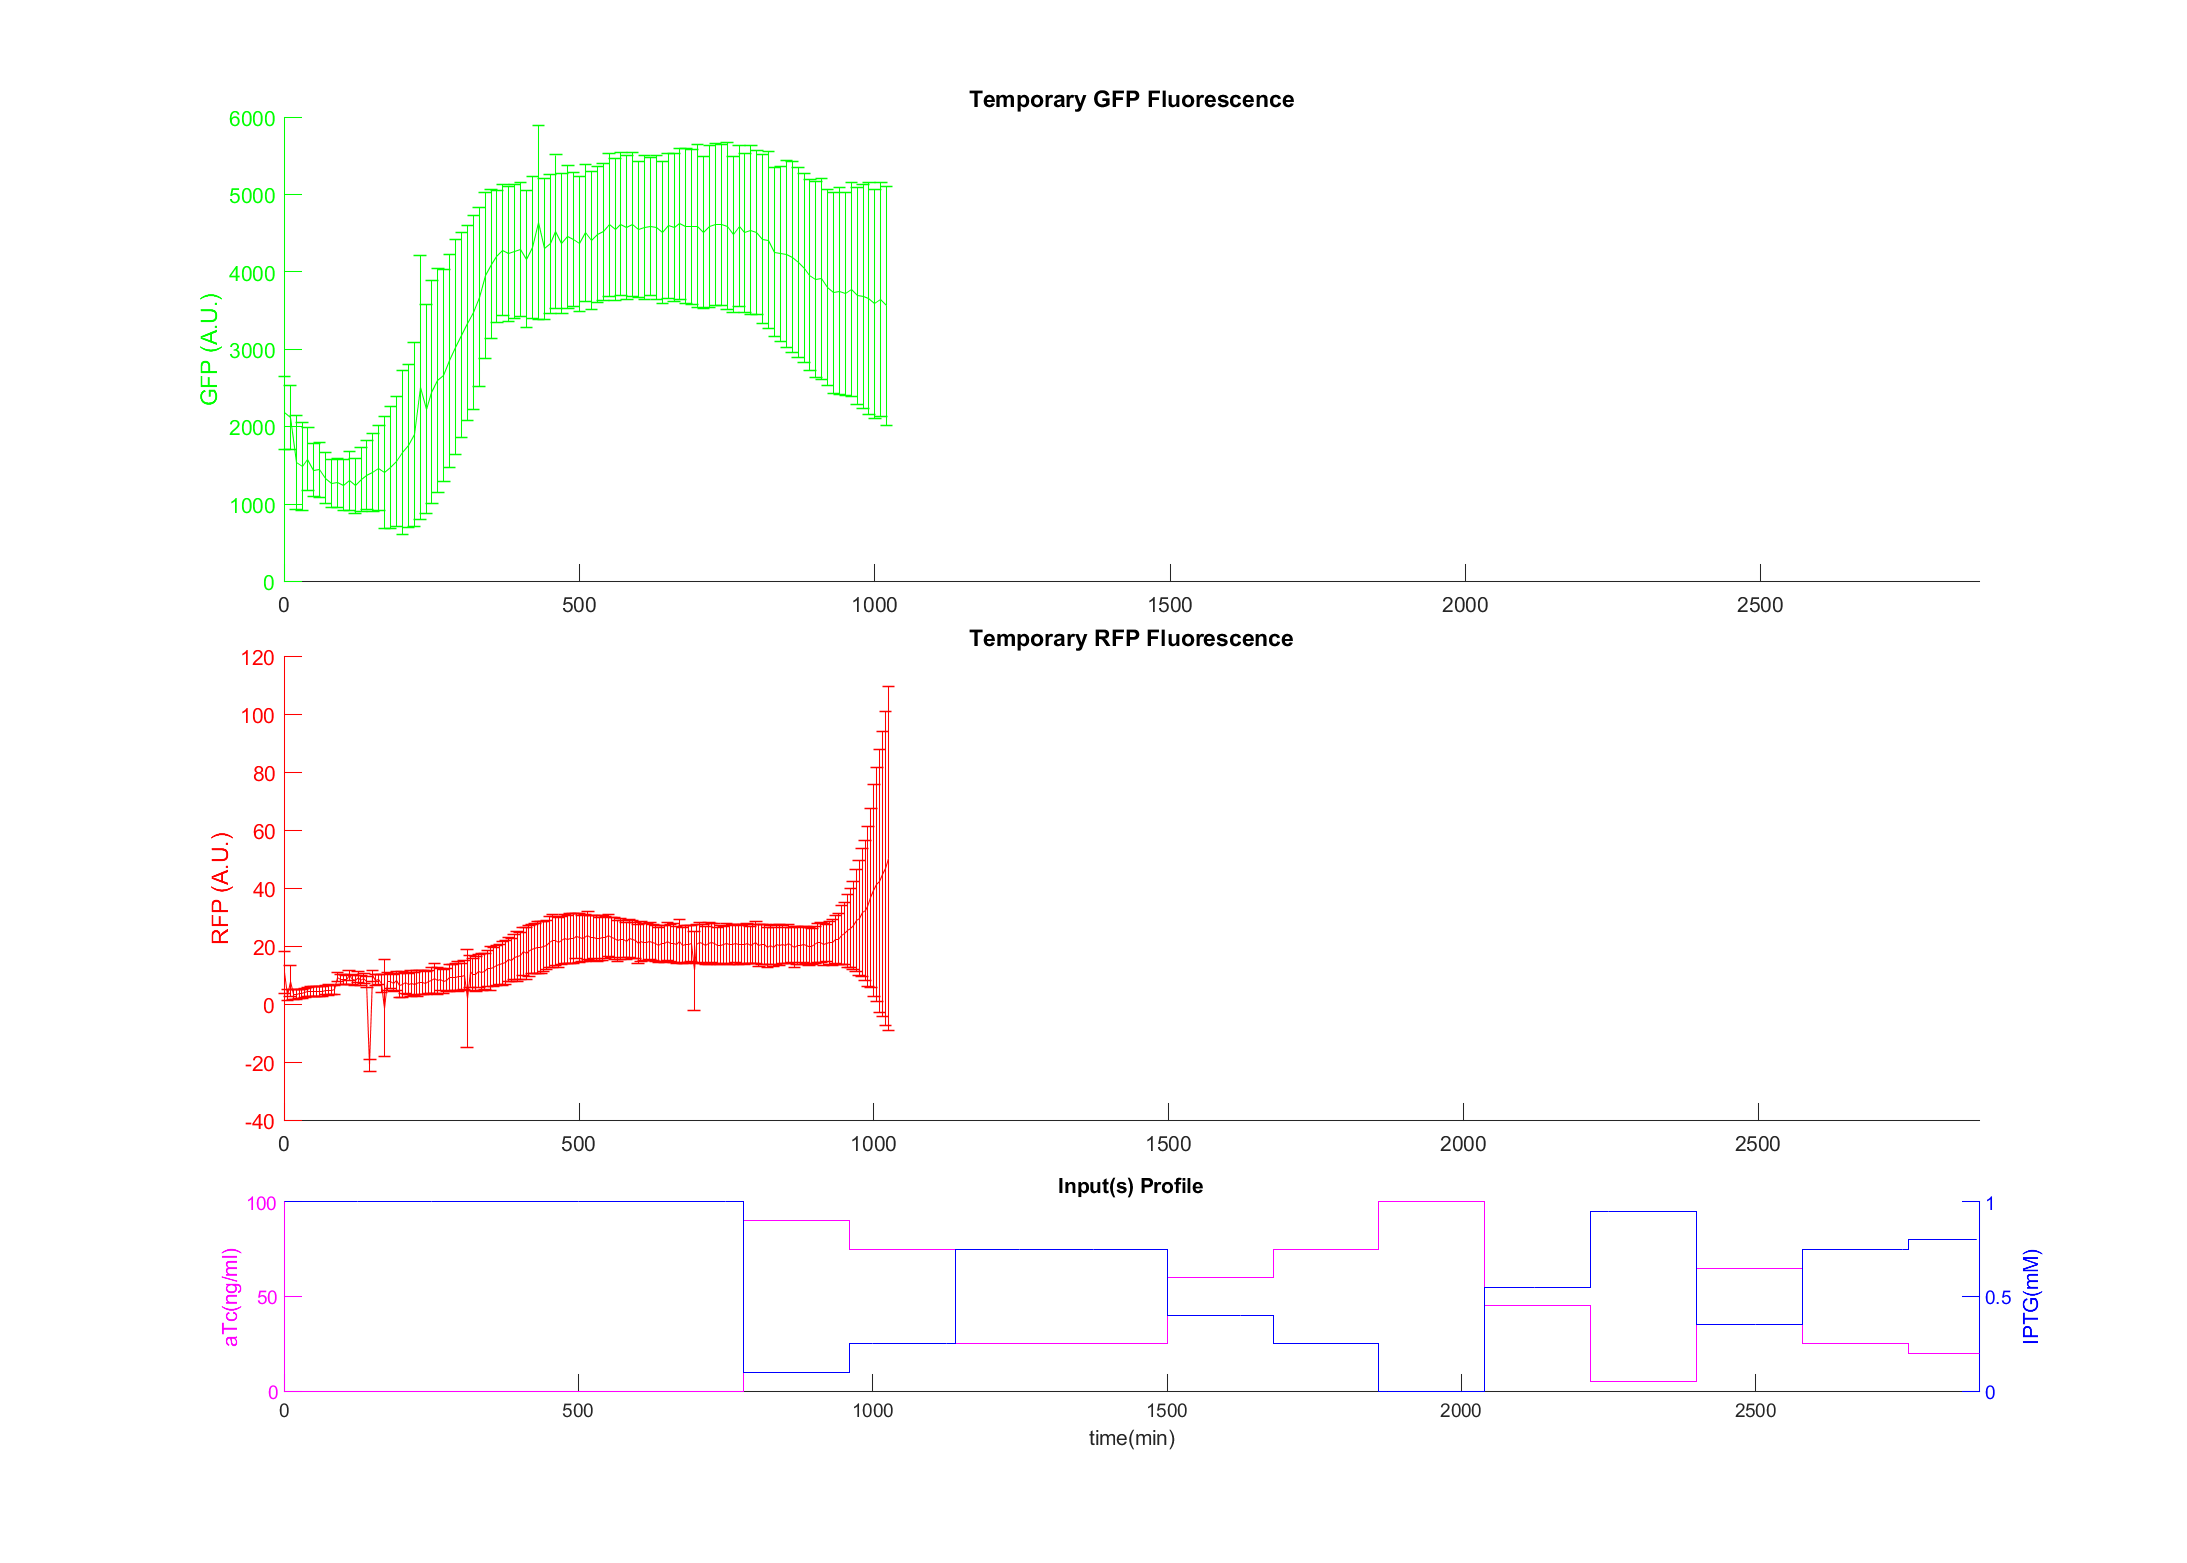 Temporary GFP Fluorescence
6000
5000
4000
3000
2000
1000
0
GFP (A.U.)
0 500 1000 1500 2000 2500
Temporary RFP Fluorescence
120
100
80
60
40
20
0
-20
-40
RFP (A.U.)
0 500 1000 1500 2000 2500
Input(s) Profile
100
50
0
aTc(ng/ml)
1
0.5
0
IPTG(mM)
0 500 1000 1500 2000 2500
time(min)